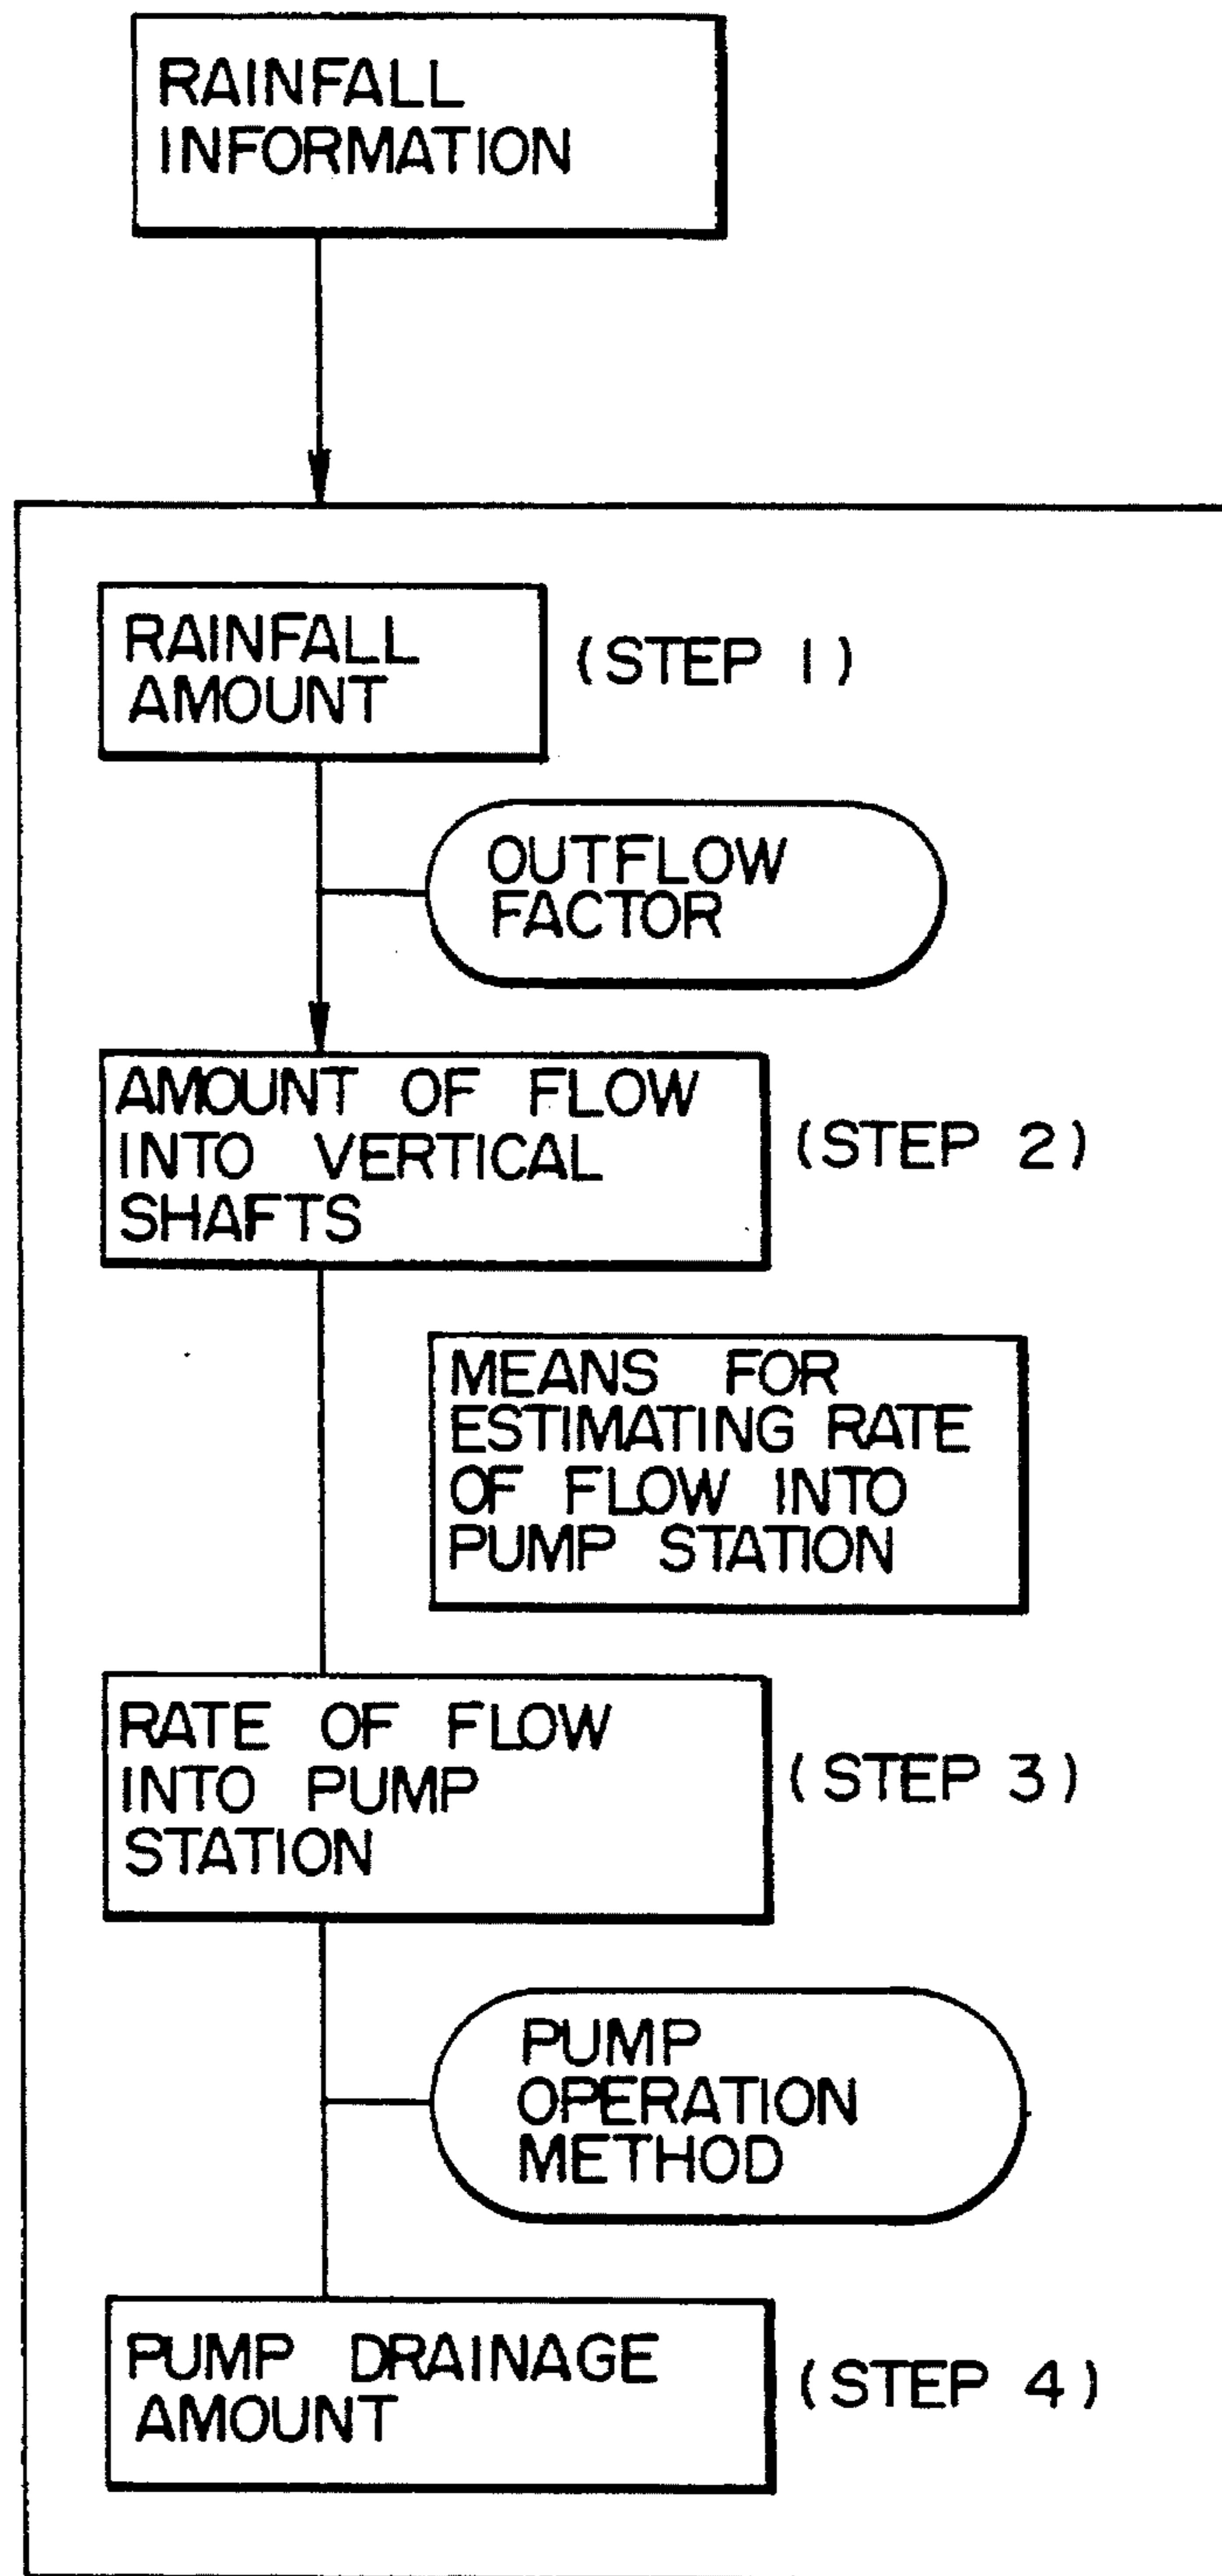 RAINFALL
INFORMATION
RAINFALL
AMOUNT
(STEP 1)
OUTFLOW
FACTOR
AMOUNT OF FLOW
INTO VERTICAL
SHAFTS
(STEP 2)
MEANS FOR
ESTIMATING RATE
OF FLOW INTO
PUMP STATION
RATE OF FLOW
INTO PUMP
STATION
(STEP 3)
PUMP
OPERATION
METHOD
PUMP DRAINAGE
AMOUNT
(STEP 4)